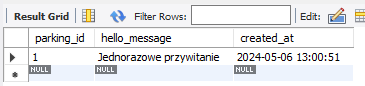 Result Grid Filter Rows: Edit:
parking_id hello_message created_at
1 Jednorazowe przywitanie 2024-05-06 13:00:51
NULL NULL NULL